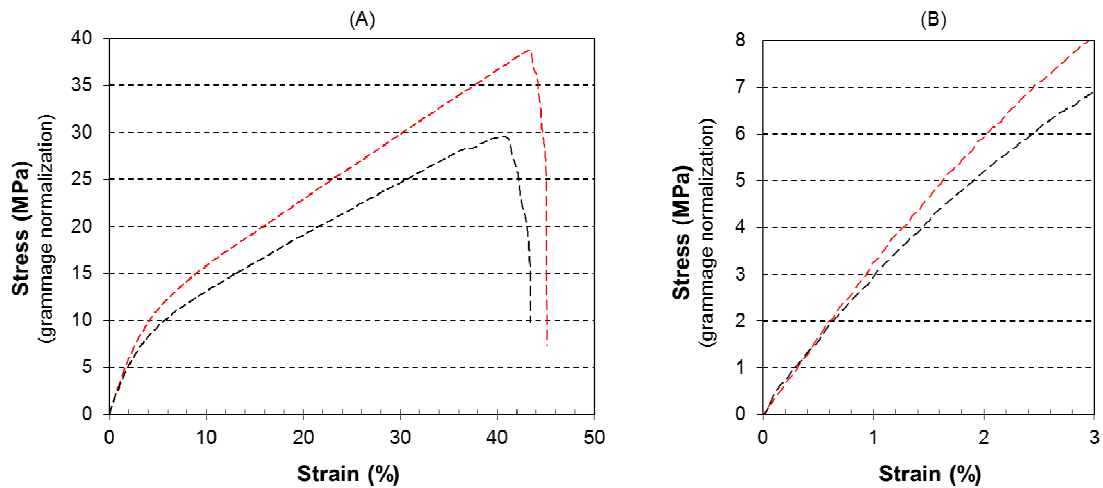 (A)
40
35
30
25
20
15
10
5
0
0 10 20 30 40 50
Strain (%)
Stress (MPa)
(grammage normalization)
(B)
8
7
6
5
4
3
2
1
0
0 1 2 3
Strain (%)
Stress (MPa)
(grammage normalization)